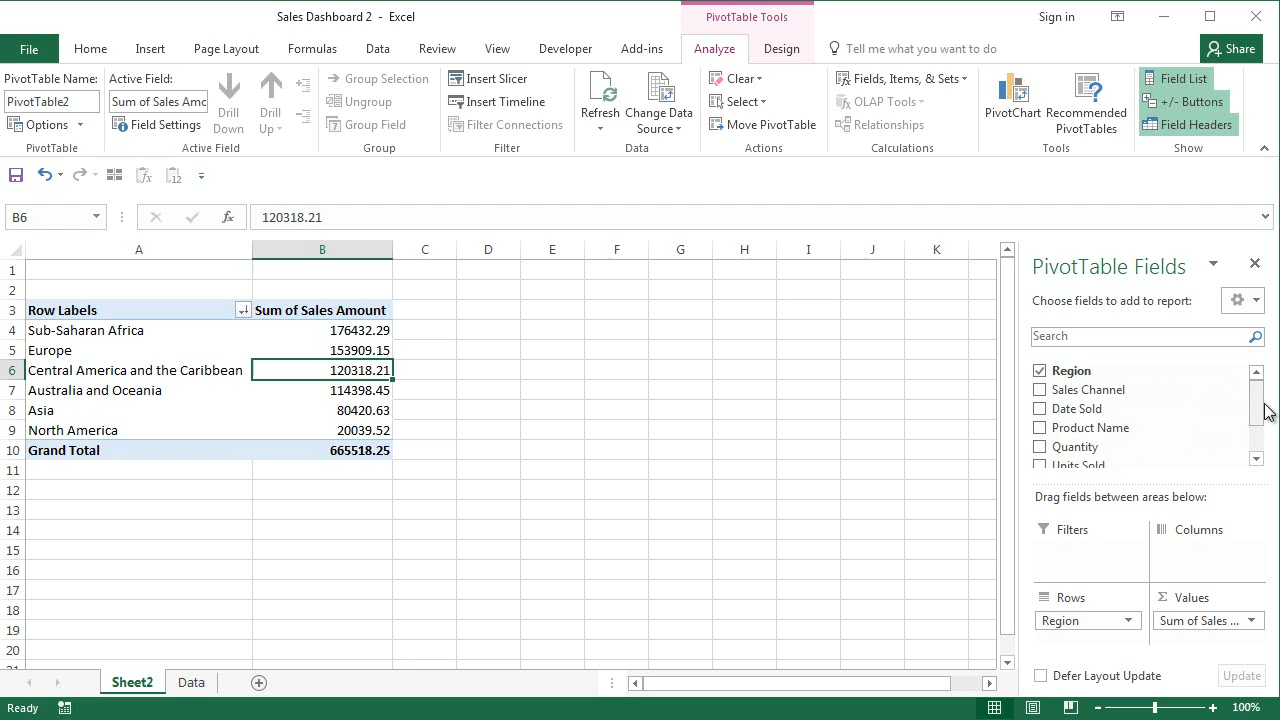 Sales Dashboard 2 - Excel
PivotTable Tools
Sign in
File
Home
Insert
Page Layout
Formulas
Data
Review
View
Developer
Add-ins
Analyze
Design
Tell me what you want to do
Share
PivotTable Name:
PivotTable2
Options
PivotTable
Active Field:
Sum of Sales Amc
Field Settings
Drill Down
Drill Up
Active Field
Group Selection
Ungroup
Group Field
Group
Insert Slicer
Insert Timeline
Filter Connections
Filter
Refresh
Change Data Source
Data
Clear
Select
Move PivotTable
Actions
Fields, Items, & Sets
OLAP Tools
Relationships
Calculations
PivotChart
Recommended PivotTables
Tools
Field List
+/- Buttons
Field Headers
Show
12
B6
fx
120318.21
A B C D E F G H I J K
1
2
3 Row Labels Sum of Sales Amount
4 Sub-Saharan Africa 176432.29
5 Europe 153909.15
6 Central America and the Caribbean 120318.21
7 Australia and Oceania 114398.45
8 Asia 80420.63
9 North America 20039.52
10 Grand Total 665518.25
11
12
13
14
15
16
17
18
19
20
21
PivotTable Fields
Choose fields to add to report:
Search
Region
Sales Channel
Date Sold
Product Name
Quantity
Units Sold
Drag fields between areas below:
Filters
Columns
Rows
Values
Region
Sum of Sales ...
Defer Layout Update
Update
Sheet2
Data
Ready
100%